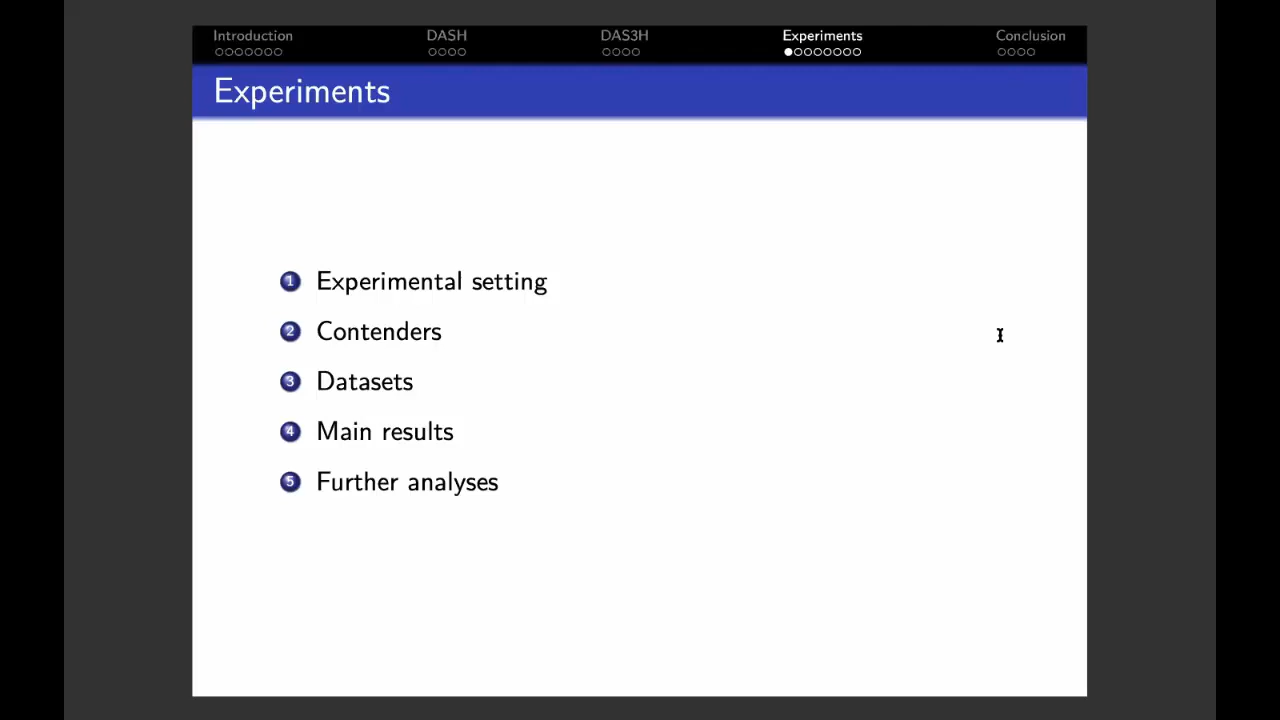 Introduction DASH DAS3H Experiments Conclusion
Experiments
1 Experimental setting
2 Contenders
3 Datasets
4 Main results
5 Further analyses